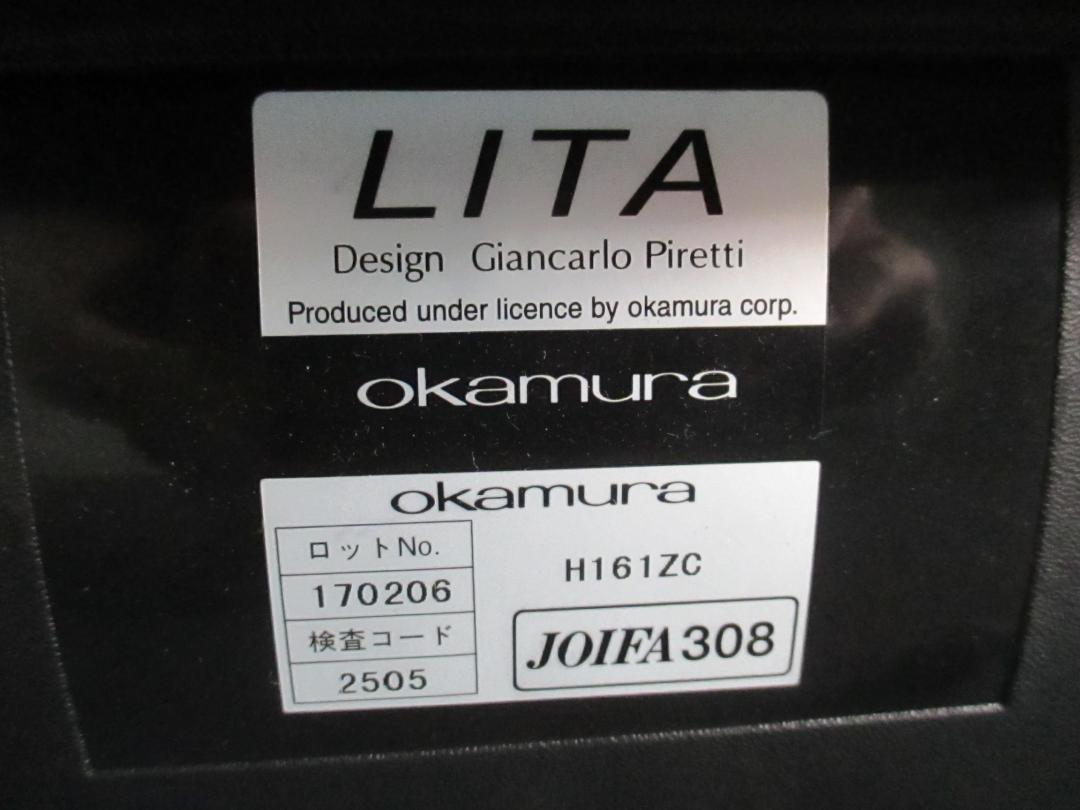 LITA
Design Giancarlo Piretti
Produced under licence by okamura corp.
okamura
okamura
ロットNo.
170206
検査コード
2505
H161ZC
JOIFA308